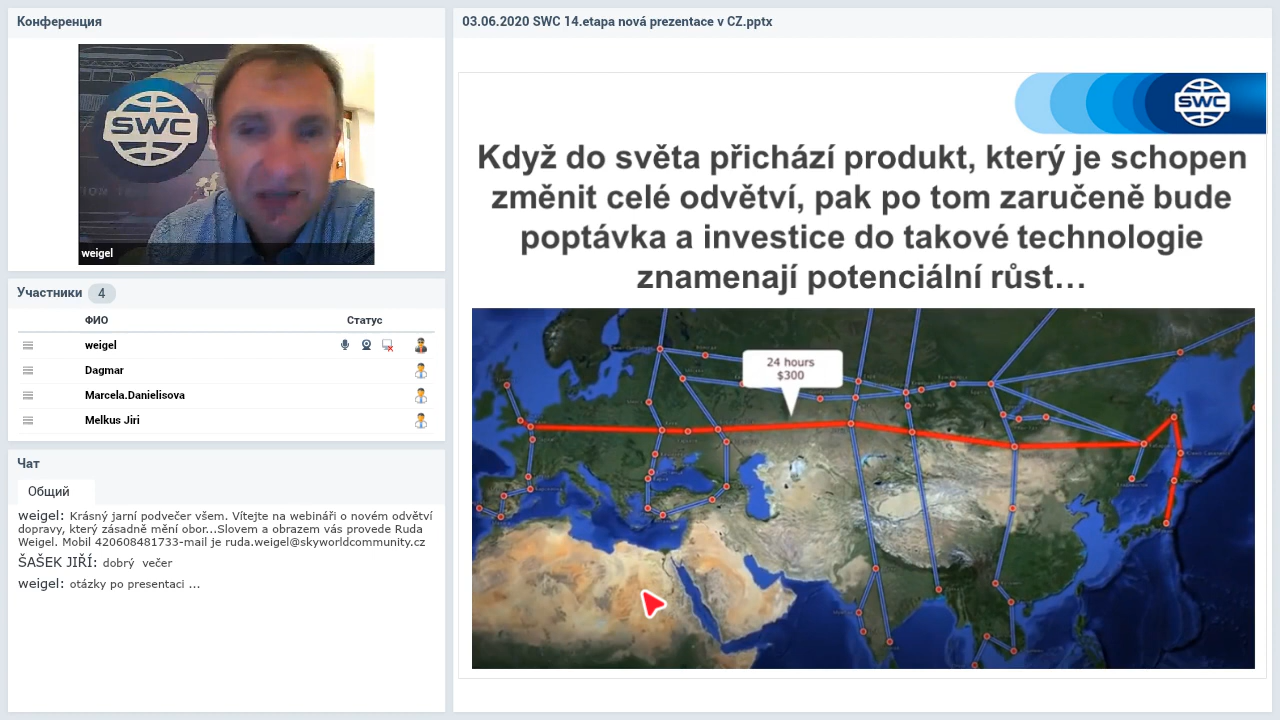 Конференция
SWC
weigel
Участники 4
ФИО Статус
weigel
Dagmar
Marcela.Danielisova
Melkus Jiri
Чат
Общий
weigel: Krásný jarní podvečer všem. Vítejte na webináři o novém odvětví
dopravy, který zásadně mění obor...Slovem a obrazem vás provede Ruda
Weigel. Mobil 420608481733-mail je ruda.weigel@skyworldcommunity.cz
ŠAŠEK JIŘÍ: dobrý večer
weigel: otázky po presentaci ...
03.06.2020 SWC 14.etapa nová prezentace v CZ.pptx
SWC
Když do světa přichází produkt, který je schopen
změnit celé odvětví, pak po tom zaručeně bude
poptávka a investice do takové technologie
znamenají potenciální růst...
24 hours
$300